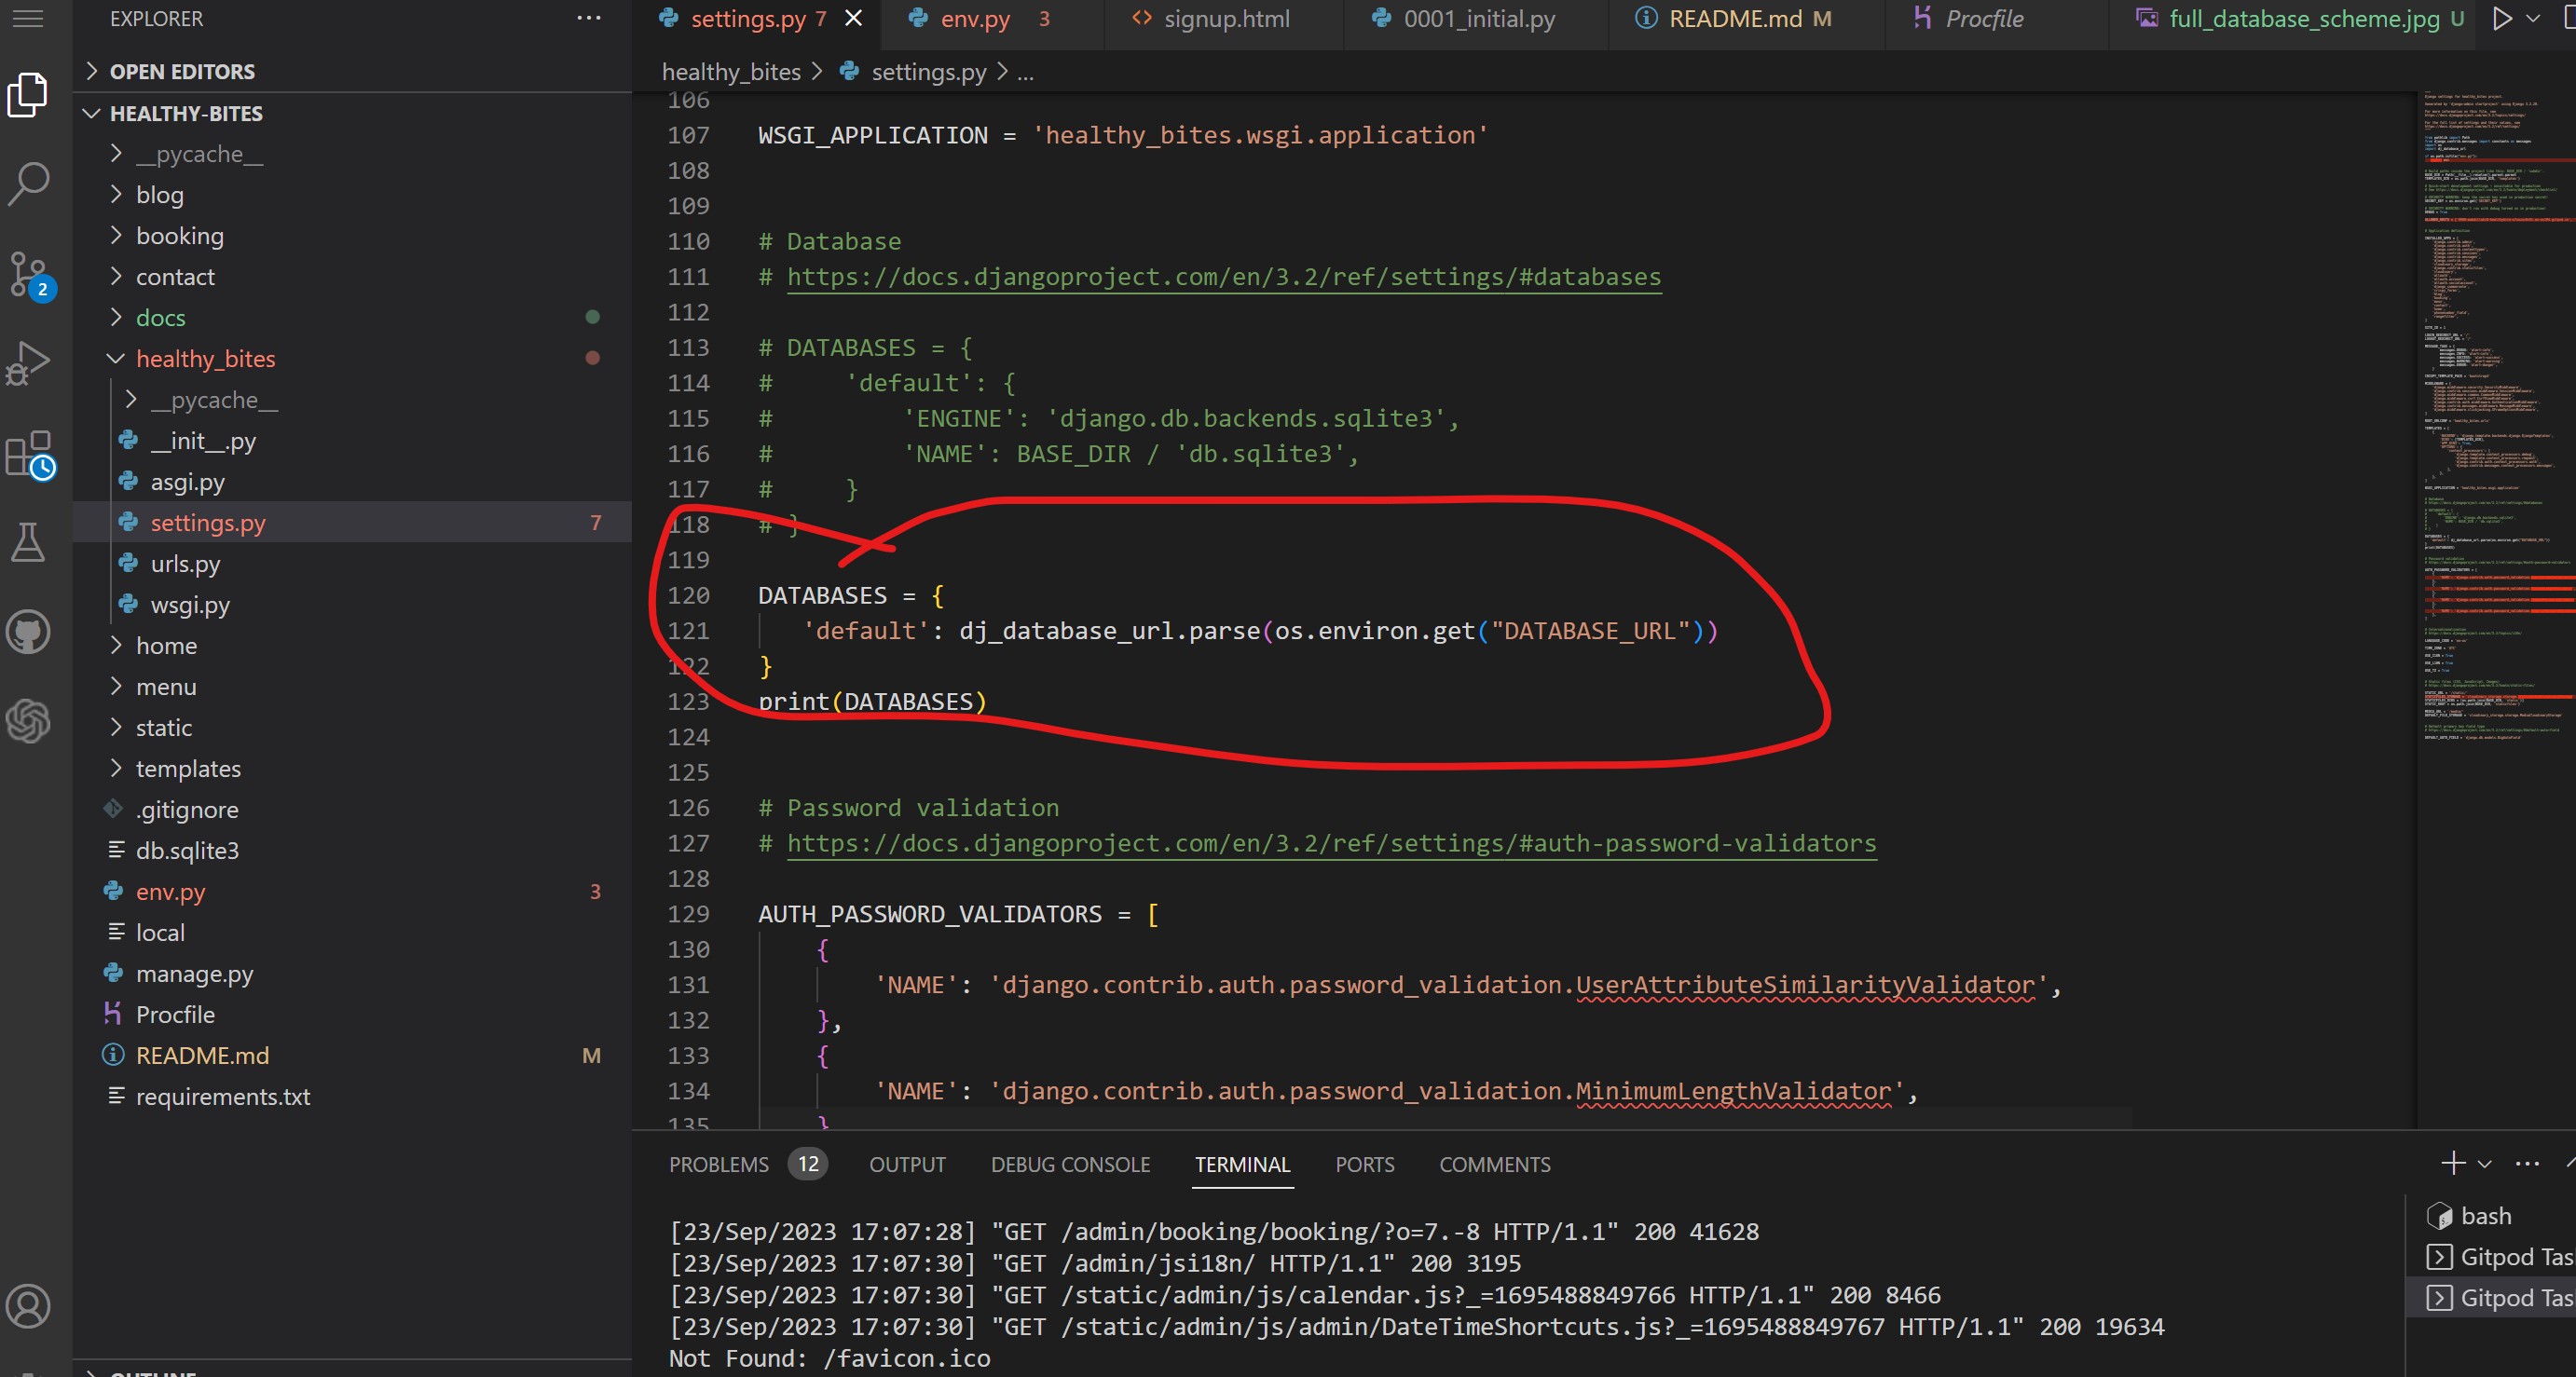 EXPLORER
OPEN EDITORS
HEALTHY-BITES
__pycache__
blog
booking
contact
docs
healthy_bites
__pycache__
__init__.py
asgi.py
settings.py 7
urls.py
wsgi.py
home
menu
static
templates
.gitignore
db.sqlite3
env.py 3
local
manage.py
Procfile
README.md M
requirements.txt
2
settings.py 7 env.py 3 signup.html 0001_initial.py README.md M Procfile full_database_scheme.jpg U
healthy_bites > settings.py > ...
106
107 WSGI_APPLICATION = 'healthy_bites.wsgi.application'
108
109
110 # Database
111 # https://docs.djangoproject.com/en/3.2/ref/settings/#databases
112
113 # DATABASES = {
114 #     'default': {
115 #         'ENGINE': 'django.db.backends.sqlite3',
116 #         'NAME': BASE_DIR / 'db.sqlite3',
117 #     }
118 # }
119
120 DATABASES = {
121 'default': dj_database_url.parse(os.environ.get("DATABASE_URL"))
122 }
123 print(DATABASES)
124
125
126 # Password validation
127 # https://docs.djangoproject.com/en/3.2/ref/settings/#auth-password-validators
128
129 AUTH_PASSWORD_VALIDATORS = [
130 {
131 'NAME': 'django.contrib.auth.password_validation.UserAttributeSimilarityValidator',
132 },
133 {
134 'NAME': 'django.contrib.auth.password_validation.MinimumLengthValidator',
135 }
PROBLEMS 12 OUTPUT DEBUG CONSOLE TERMINAL PORTS COMMENTS
[23/Sep/2023 17:07:28] "GET /admin/booking/booking/?o=7.-8 HTTP/1.1" 200 41628
[23/Sep/2023 17:07:30] "GET /admin/jsi18n/ HTTP/1.1" 200 3195
[23/Sep/2023 17:07:30] "GET /static/admin/js/calendar.js?_=1695488849766 HTTP/1.1" 200 8466
[23/Sep/2023 17:07:30] "GET /static/admin/js/admin/DateTimeShortcuts.js?_=1695488849767 HTTP/1.1" 200 19634
Not Found: /favicon.ico
bash
Gitpod Tas
Gitpod Tas
OUTLINE